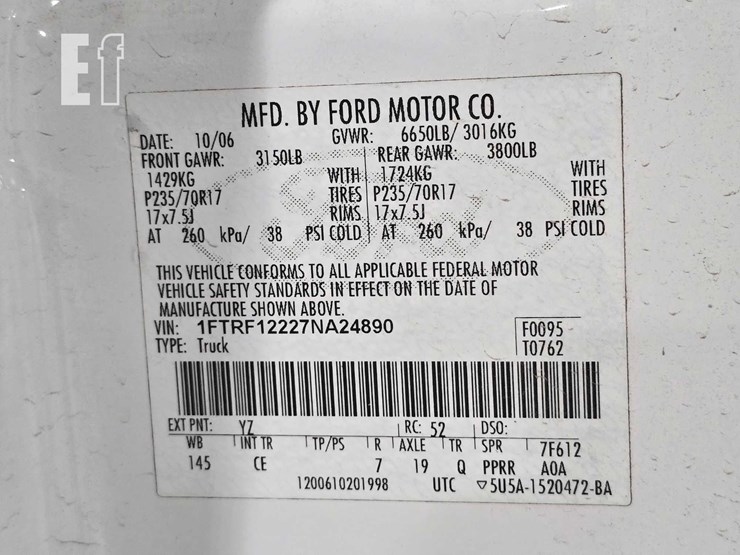 Ef
MFD. BY FORD MOTOR CO.
DATE: 10/06 GVWR: 6650LB/ 3016KG
FRONT GAWR: 3150LB REAR GAWR: 3800LB
1429KG WITH 1724KG WITH
P235/70R17 TIRES P235/70R17 TIRES
17x7.5J RIMS 17x7.5J RIMS
AT 260 kPa/ 38 PSI COLD AT 260 kPa/ 38 PSI COLD
THIS VEHICLE CONFORMS TO ALL APPLICABLE FEDERAL MOTOR
VEHICLE SAFETY STANDARDS IN EFFECT ON THE DATE OF
MANUFACTURE SHOWN ABOVE.
VIN: 1FTRF12227NA24890 F0095
TYPE: Truck T0762
EXT PNT: YZ RC: 52 DSO:
WB INT TR TP/PS R AXLE TR SPR 7F612
145 CE 7 19 Q PPRR AOA
1200610201998 UTC ▽5U5A-1520472-BA